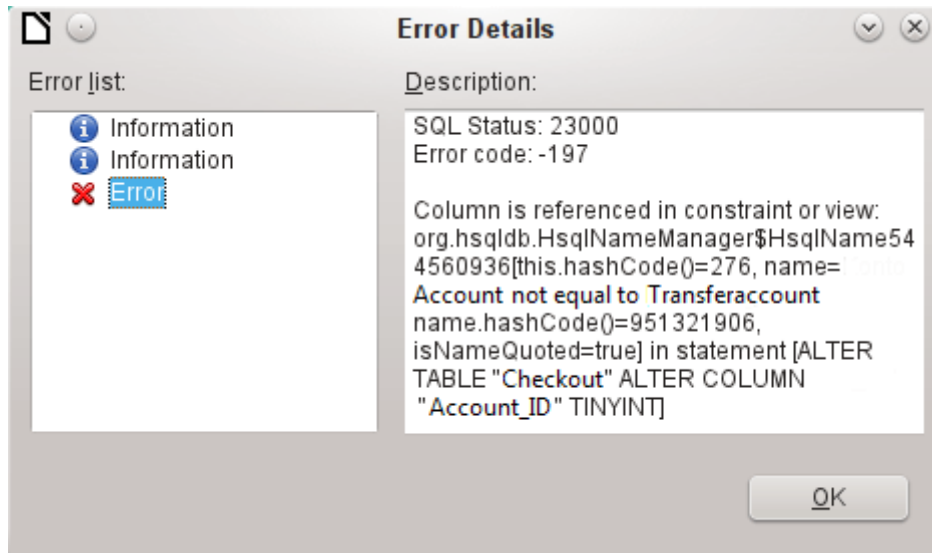 Error Details
Error list:
Information
Information
Error
Description:
SQL Status: 23000
Error code: -197
Column is referenced in constraint or view:
org.hsqldb.HsqlNameManager$HsqlName54
4560936[this.hashCode()=276, name=
Account not equal to Transferaccount
name.hashCode()=951321906,
isNameQuoted=true] in statement [ALTER
TABLE "Checkout" ALTER COLUMN
"Account_ID" TINYINT]
OK